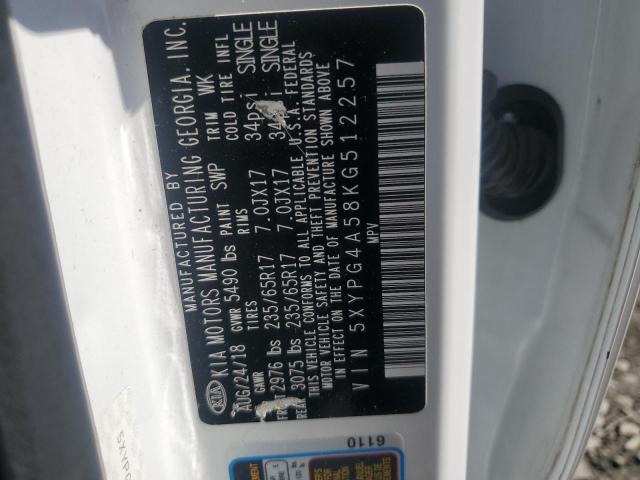 MANUFACTURED BY
KIA KIA MOTORS MANUFACTURING GEORGIA, INC.
AUG/24/18 GVWR 5490 lbs PAINT SWP TRIM WK
GAWR TIRES RIMS COLD TIRE INFL
FRONT 2976 lbs 235/65R17 7.0JX17 34psi SINGLE
REAR 3075 lbs 235/65R17 7.0JX17 34psi SINGLE
THIS VEHICLE CONFORMS TO ALL APPLICABLE U.S.A. FEDERAL
MOTOR VEHICLE SAFETY AND THEFT PREVENTION STANDARDS
IN EFFECT ON THE DATE OF MANUFACTURE SHOWN ABOVE
VIN 5XYPG4A58KG512257
MPV
6110
5XYPG